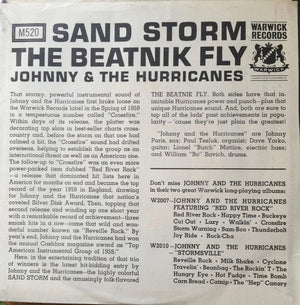 M520
SAND STORM
THE BEATNIK FLY
JOHNNY & THE HURRICANES
WARWICK
RECORDS
WARWICK
That stormy, powerful instrumental sound of
Johnny and the Hurricanes first broke loose on
the Warwick Records label in the Spring of 1959
in a tempestuous number called "Crossfire."
Within days of its release, the platter was
decorating top slots in best-seller charts cross-
country and, before the storm on that one had
calmed a bit, the "Crossfire" sound had drifted
overseas, helping to establish the group as an
international threat as well as an American one.
The follow-up to "Crossfire" was an even more
power-packed item dubbed "Red River Rock"
— a release that dominated hit lists here in
America for months on end and became the top
record of the year 1959 in England, drawing
for Johnny and the Hurricanes that nation's
coveted Silver Disk Award. Then, topping that
musical release and winding up one short year
with a remarkable record of achievement—three
smash hits in a row—came the weird and won-
derful number known as "Reveille Rock." By
year's end, Johnny and the Hurricanes had won
the annual Cashbox magazine award as "Top
American Instrumental Group of 1959."
Here, in the entertaining tradition of that trio
of winners is the latest hit-bidding entry by
Johnny and the Hurricanes—the highly colorful
SAND STORM and the amusingly folk-flavored
THE BEATNIK FLY. Both sides have that in-
imitable Hurricanes power and punch—plus that
unique Hurricanes sound. And, both are sure to
top all of the lads' past achievements in popu-
larity—'cause they're just plain the greatest!
"Johnny and the Hurricanes" are Johnny
Paris, sax; Paul Tesluk, organ; Dave Yorko,
guitar; Lionel "Butch" Mattice, electric bass;
and William "Bo" Savich, drums.
Don't miss JOHNNY AND THE HURRICANES
in their two great Warwick long-playing albums:
W2007—JOHNNY AND THE HURRICANES
FEATURING "RED RIVER ROCK"
Red River Rock - Happy Time - Buckeye
Cut Out - Lazy - Walkin' - Crossfire
Storm Warning - Bam-Boo - Thunderbolt
Joy Ride - Rock-Cha
W2010—JOHNNY AND THE HURRICANES
"STORMSVILLE"
Reveille Rock - Milk Shake - Cyclone
Travelin' - Beanbag - The Rockin' T - The
Hungry Eye - Hot Fudge - Time Bomb
Corn Bread - Catnip - The "Hep" Canary